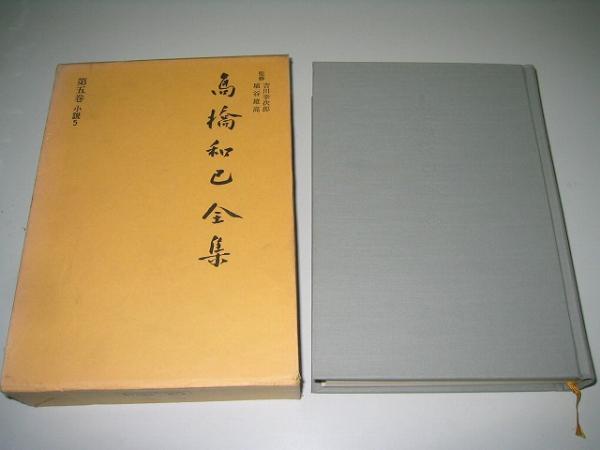 監修 吉川幸次郎
埴谷雄高
高橋和巳全集
第五巻 小説5